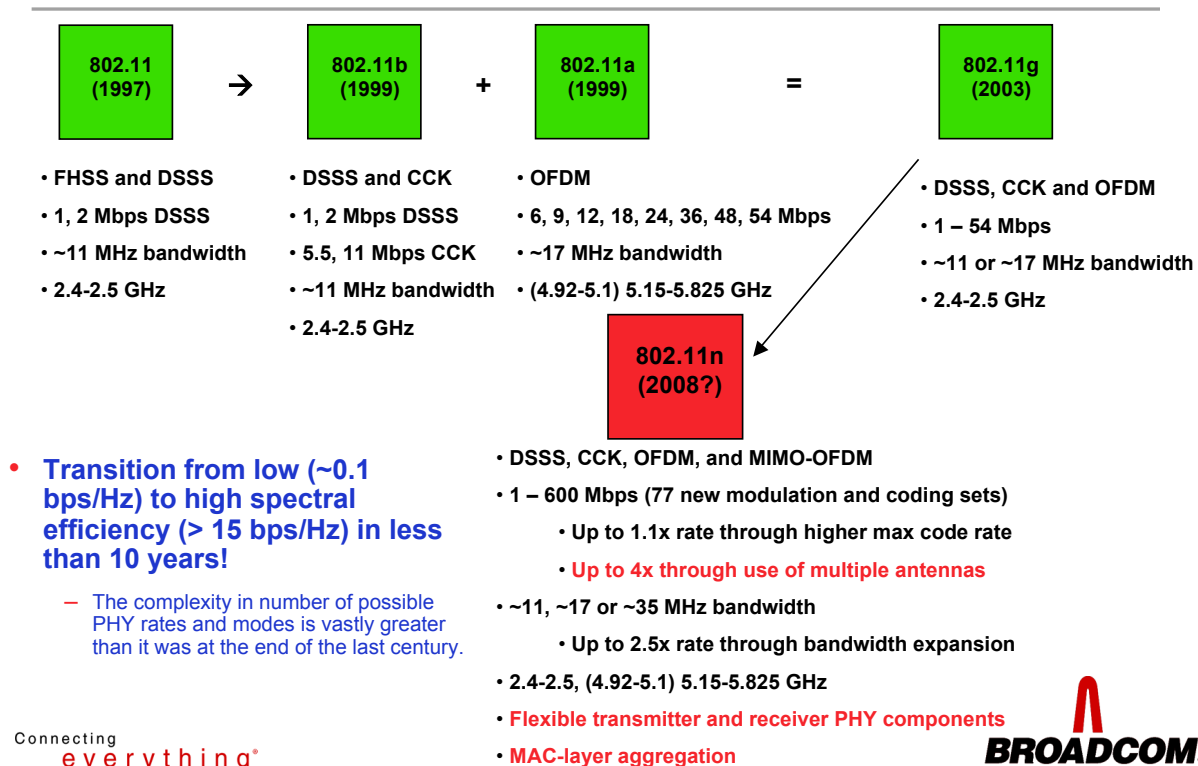 802.11
(1997)
→
802.11b
(1999)
+
802.11a
(1999)
=
802.11g
(2003)
• FHSS and DSSS
• 1, 2 Mbps DSSS
• ~11 MHz bandwidth
• 2.4-2.5 GHz
• DSSS and CCK
• 1, 2 Mbps DSSS
• 5.5, 11 Mbps CCK
• ~11 MHz bandwidth
• 2.4-2.5 GHz
• OFDM
• 6, 9, 12, 18, 24, 36, 48, 54 Mbps
• ~17 MHz bandwidth
• (4.92-5.1) 5.15-5.825 GHz
• DSSS, CCK and OFDM
• 1 – 54 Mbps
• ~11 or ~17 MHz bandwidth
• 2.4-2.5 GHz
802.11n
(2008?)
• Transition from low (~0.1
bps/Hz) to high spectral
efficiency (> 15 bps/Hz) in less
than 10 years!
– The complexity in number of possible
PHY rates and modes is vastly greater
than it was at the end of the last century.
• DSSS, CCK, OFDM, and MIMO-OFDM
• 1 – 600 Mbps (77 new modulation and coding sets)
• Up to 1.1x rate through higher max code rate
• Up to 4x through use of multiple antennas
• ~11, ~17 or ~35 MHz bandwidth
• Up to 2.5x rate through bandwidth expansion
• 2.4-2.5, (4.92-5.1) 5.15-5.825 GHz
• Flexible transmitter and receiver PHY components
• MAC-layer aggregation
Connecting
everything®
BROADCOM